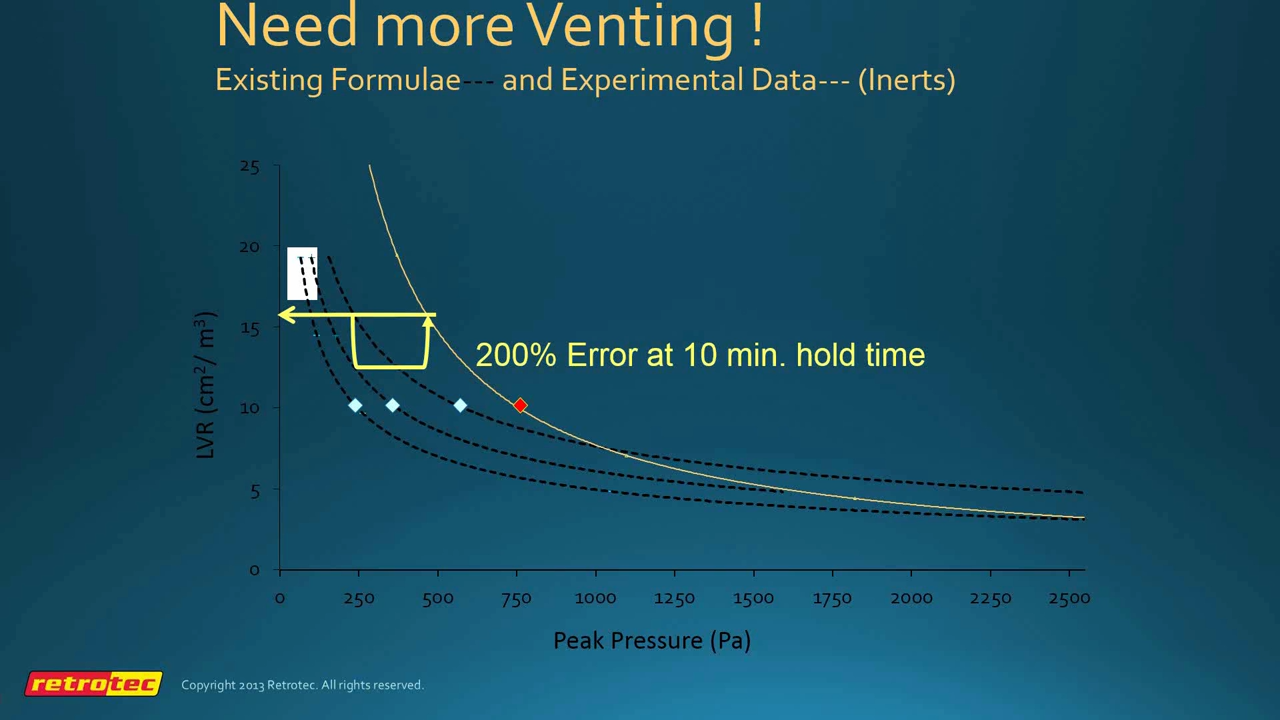 Need more Venting !
Existing Formulae--- and Experimental Data--- (Inerts)
25
20
15
10
5
0
LVR (cm²/ m³)
200% Error at 10 min. hold time
0 250 500 750 1000 1250 1500 1750 2000 2250 2500
Peak Pressure (Pa)
retrotec
Copyright 2013 Retrotec. All rights reserved.